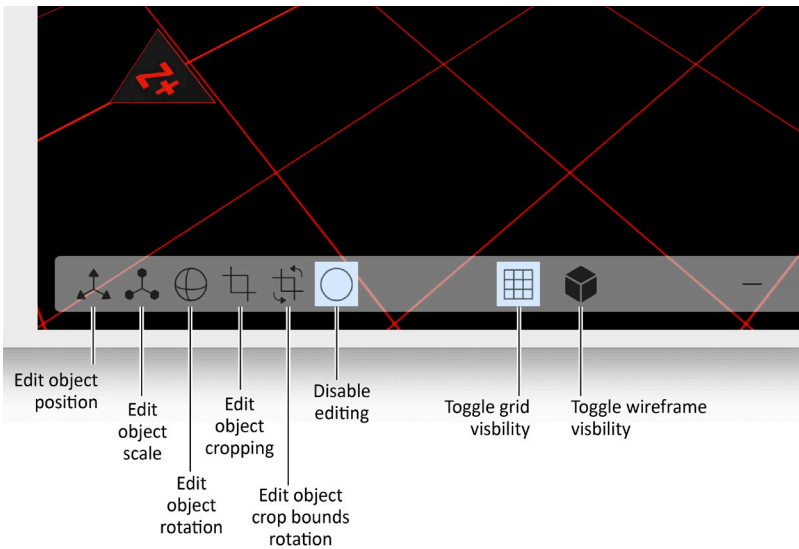 Z+
Edit object
position
Edit
object
scale
Edit
object
rotation
Edit
object
cropping
Edit object
crop bounds
rotation
Disable
editing
Toggle grid
visbility
Toggle wireframe
visbility